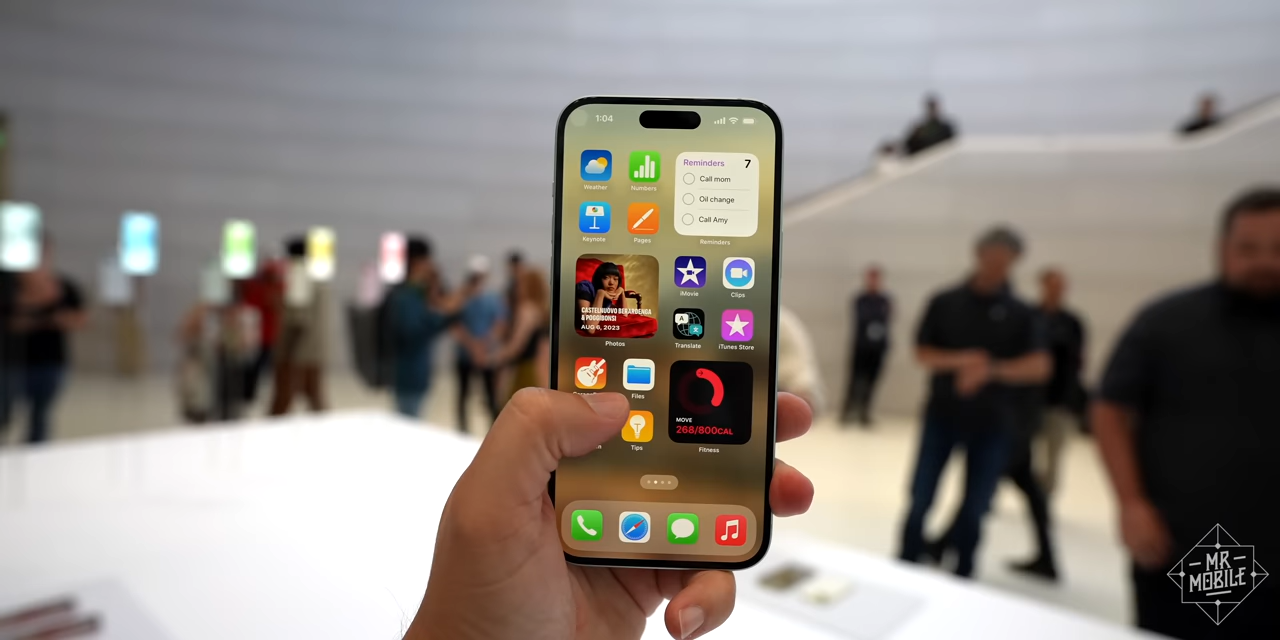 1:04
Weather
Numbers
Reminders 7
Call mom
Oil change
Call Amy
Keynote
Pages
Reminders
CASTELNUOVO BERARDENGA
& POGGIBONSI
AUG 6, 2023
Photos
iMovie
Clips
A
Translate
iTunes Store
Files
MOVE
268/800CAL
Tips
Fitness
MR
MOBILE